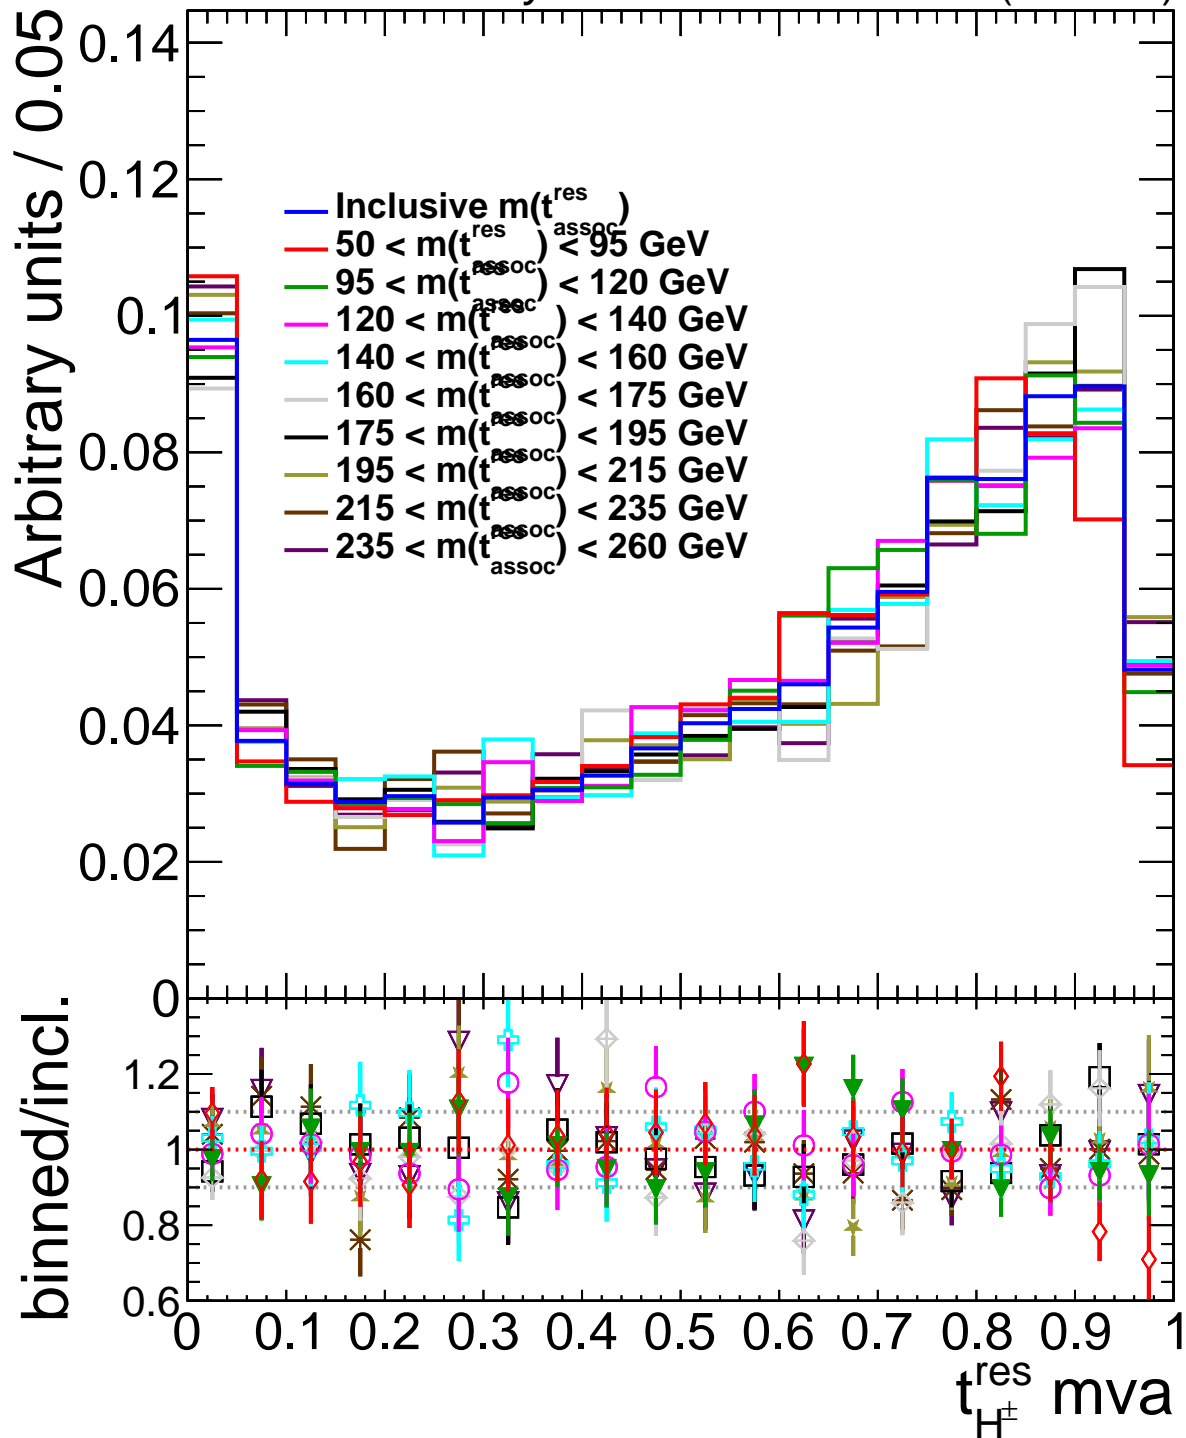 Arbitrary units / 0.05
0.14
0.12
0.1
0.08
0.06
0.04
0.02
0
Inclusive m(t^res_assoc)
50 < m(t^res_assoc) < 95 GeV
95 < m(t^res_assoc) < 120 GeV
120 < m(t^res_assoc) < 140 GeV
140 < m(t^res_assoc) < 160 GeV
160 < m(t^res_assoc) < 175 GeV
175 < m(t^res_assoc) < 195 GeV
195 < m(t^res_assoc) < 215 GeV
215 < m(t^res_assoc) < 235 GeV
235 < m(t^res_assoc) < 260 GeV
binned/incl.
1.2
1
0.8
0.6
0 0.1 0.2 0.3 0.4 0.5 0.6 0.7 0.8 0.9 1
t^res_H^± mva